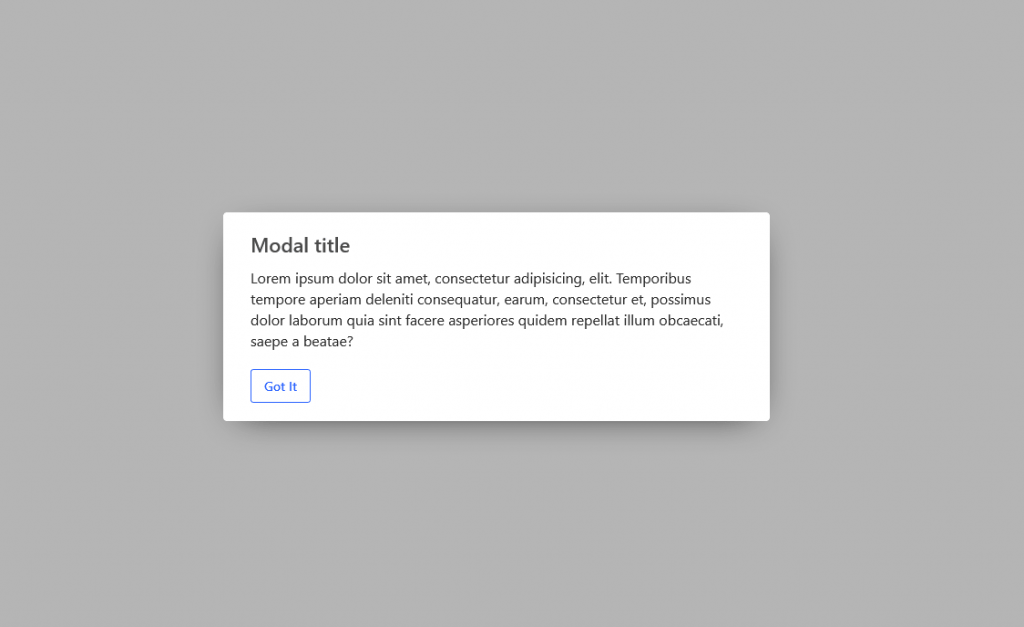 Modal title
Lorem ipsum dolor sit amet, consectetur adipisicing, elit. Temporibus
tempore aperiam deleniti consequatur, earum, consectetur et, possimus
dolor laborum quia sint facere asperiores quidem repellat illum obcaecati,
saepe a beatae?
Got It